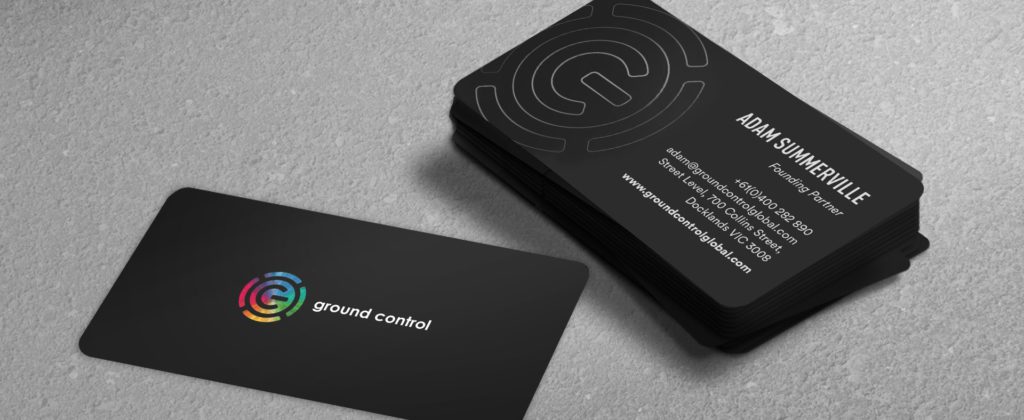 ground control
ADAM SUMMERVILLE
Founding Partner
+61(0)400 282 890
adam@groundcontrolglobal.com
Street Level, 700 Collins Street,
Docklands VIC 3008
www.groundcontrolglobal.com